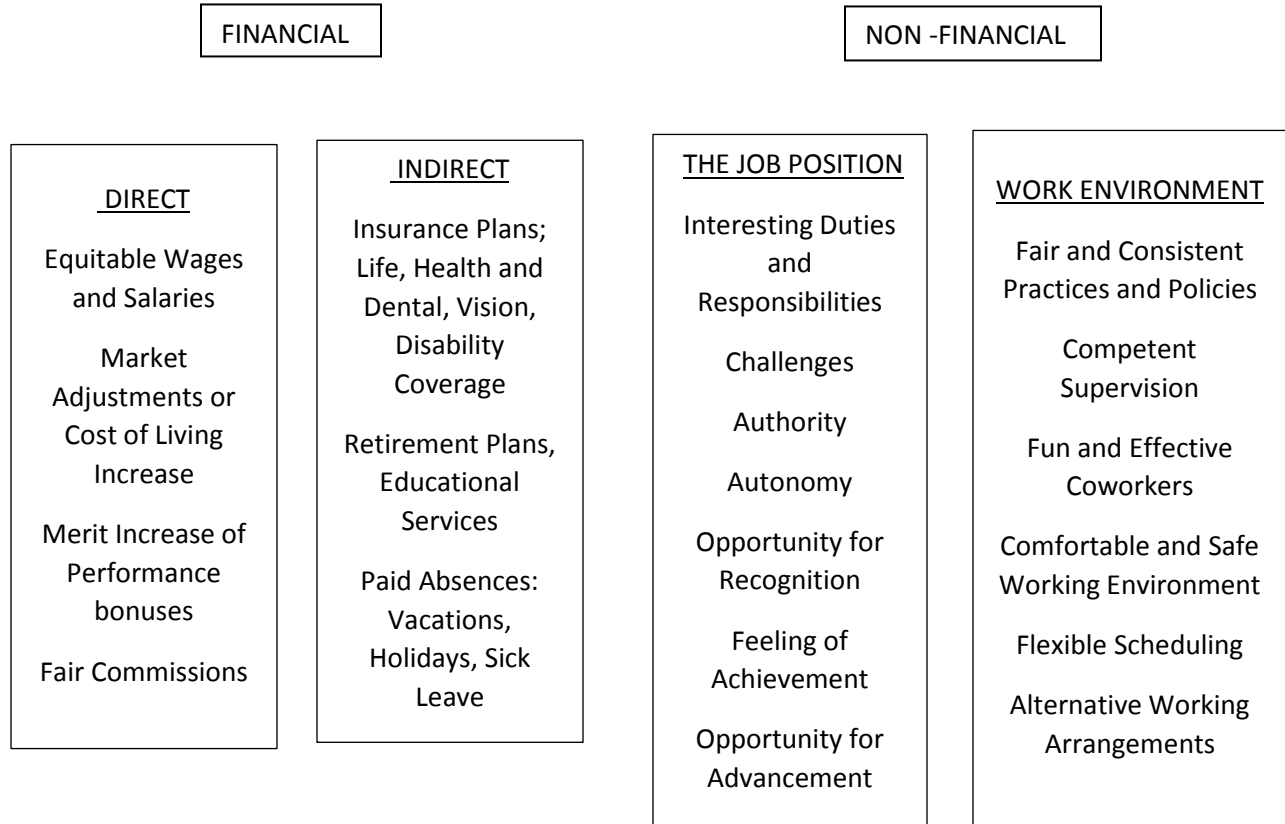 FINANCIAL
NON -FINANCIAL
DIRECT
Equitable Wages
and Salaries
Market
Adjustments or
Cost of Living
Increase
Merit Increase of
Performance
bonuses
Fair Commissions
INDIRECT
Insurance Plans;
Life, Health and
Dental, Vision,
Disability
Coverage
Retirement Plans,
Educational
Services
Paid Absences:
Vacations,
Holidays, Sick
Leave
THE JOB POSITION
Interesting Duties
and
Responsibilities
Challenges
Authority
Autonomy
Opportunity for
Recognition
Feeling of
Achievement
Opportunity for
Advancement
WORK ENVIRONMENT
Fair and Consistent
Practices and Policies
Competent
Supervision
Fun and Effective
Coworkers
Comfortable and Safe
Working Environment
Flexible Scheduling
Alternative Working
Arrangements